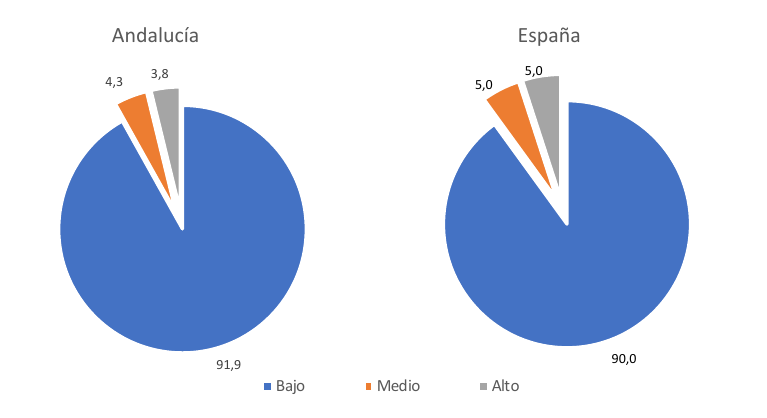 Andalucía
España
4,3
3,8
5,0
5,0
91,9
90,0
Bajo
Medio
Alto